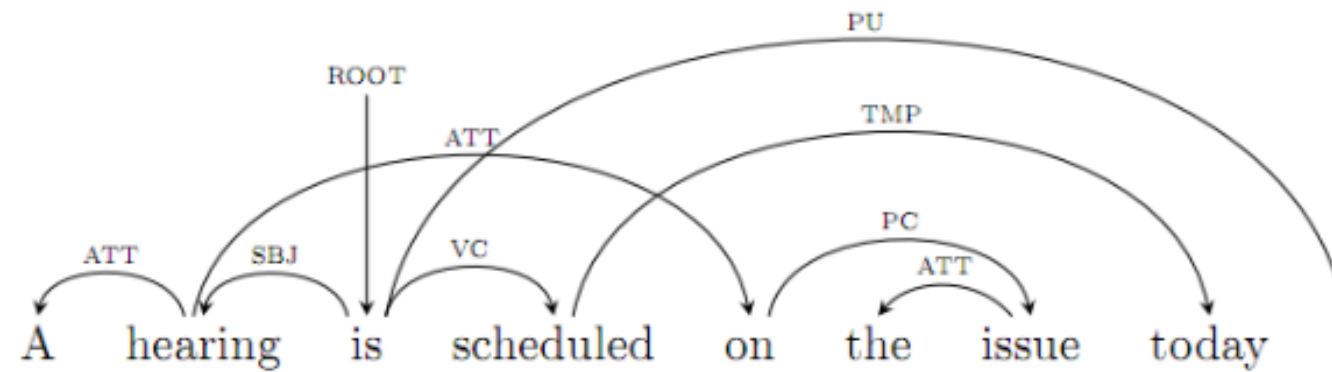 PU
ROOT
TMP
ATT
PC
ATT SBJ VC ATT
A hearing is scheduled on the issue today